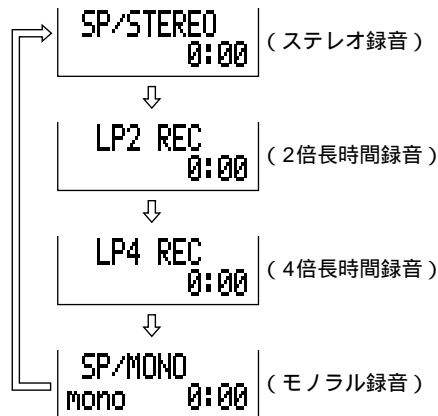 SP/STEREO
0:00 (ステレオ録音)
LP2 REC
0:00 (2倍長時間録音)
LP4 REC
0:00 (4倍長時間録音)
SP/MONO
mono 0:00 (モノラル録音)